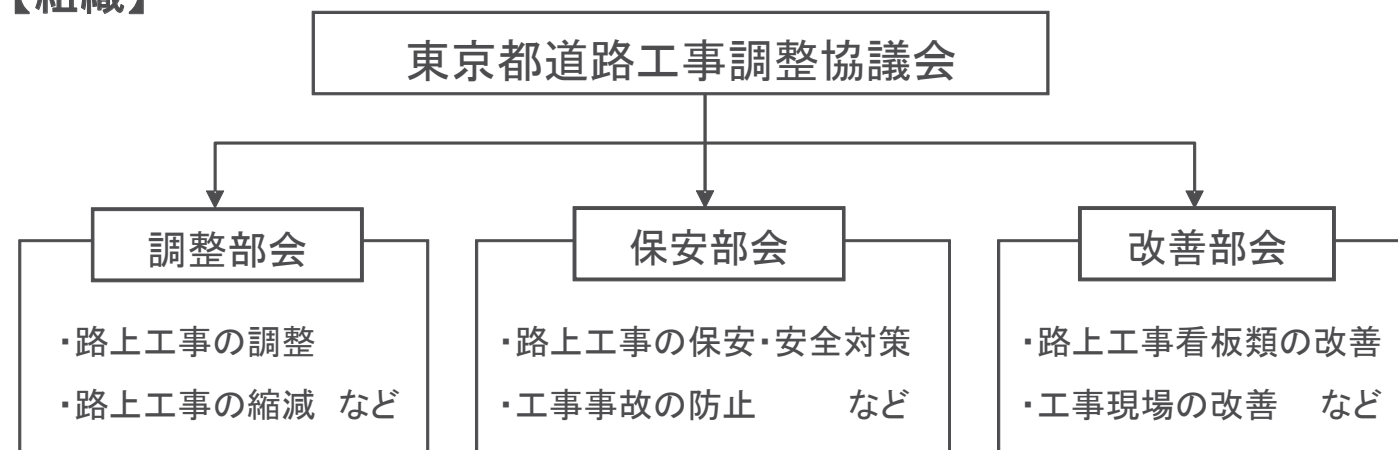 【組織】
東京都道路工事調整協議会
調整部会
・路上工事の調整
・路上工事の縮減 など
保安部会
・路上工事の保安・安全対策
・工事事故の防止 など
改善部会
・路上工事看板類の改善
・工事現場の改善 など